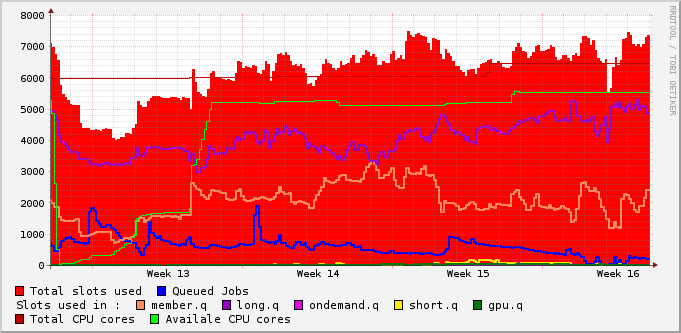 8000
7000
6000
5000
4000
3000
2000
1000
0
Week 13 Week 14 Week 15 Week 16
RRDTOOL / TOBI OETIKER
Total slots used Queued Jobs
Slots used in : member.q long.q ondemand.q short.q gpu.q
Total CPU cores Availale CPU cores